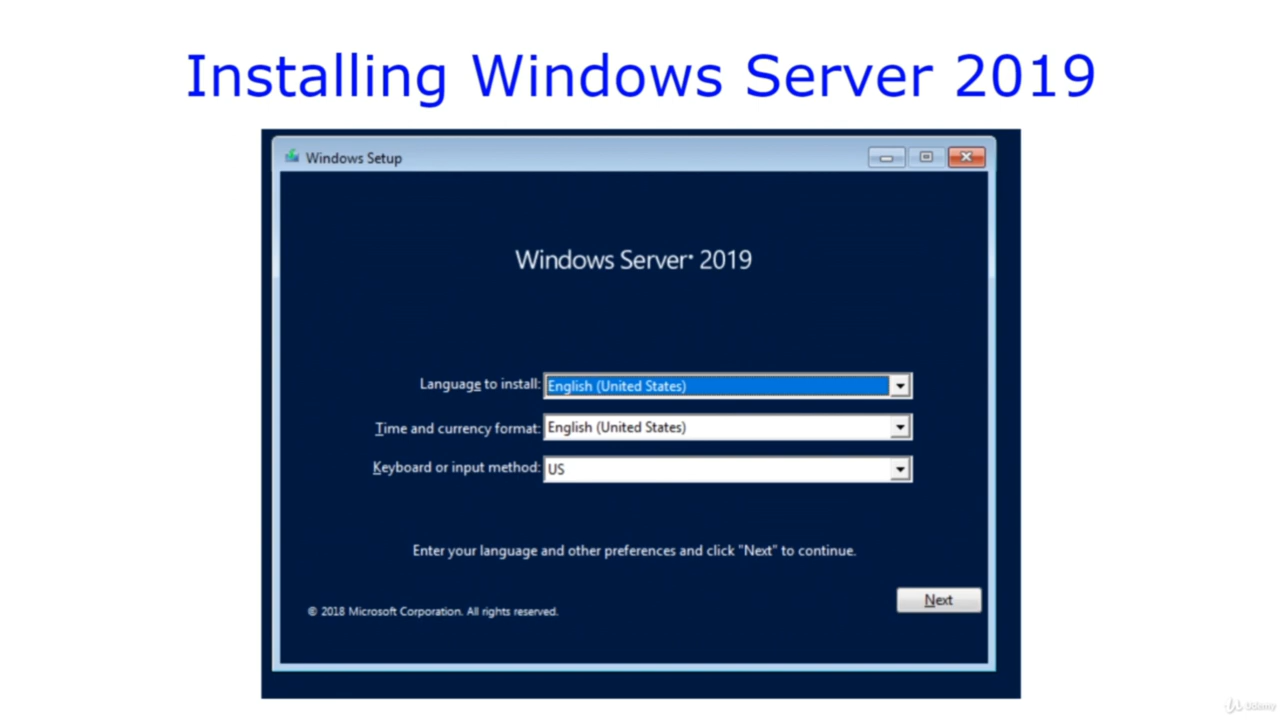 Installing Windows Server 2019
Windows Setup
Windows Server® 2019
Language to install: English (United States)
Time and currency format: English (United States)
Keyboard or input method: US
Enter your language and other preferences and click "Next" to continue.
Next
© 2018 Microsoft Corporation. All rights reserved.
Udemy